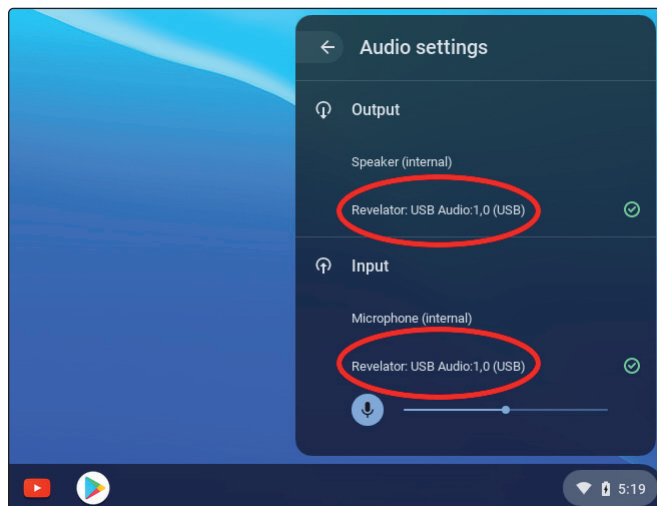 Audio settings
Output
Speaker (internal)
Revelator: USB Audio:1,0 (USB)
Input
Microphone (internal)
Revelator: USB Audio:1,0 (USB)
5:19